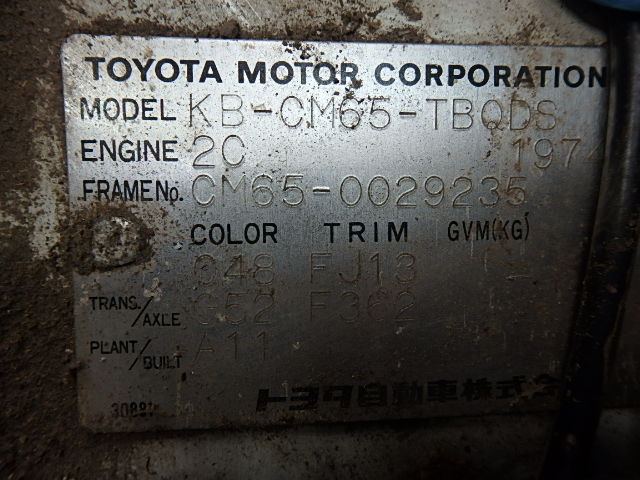 TOYOTA MOTOR CORPORATION
MODEL KB-CM65-TBQDS
ENGINE 2C 1974
FRAME No. CM65-0029235
COLOR TRIM GVM(KG)
048 FJ13
TRANS./AXLE G52 F362
PLANT/BUILT A11
トヨタ自動車株式会